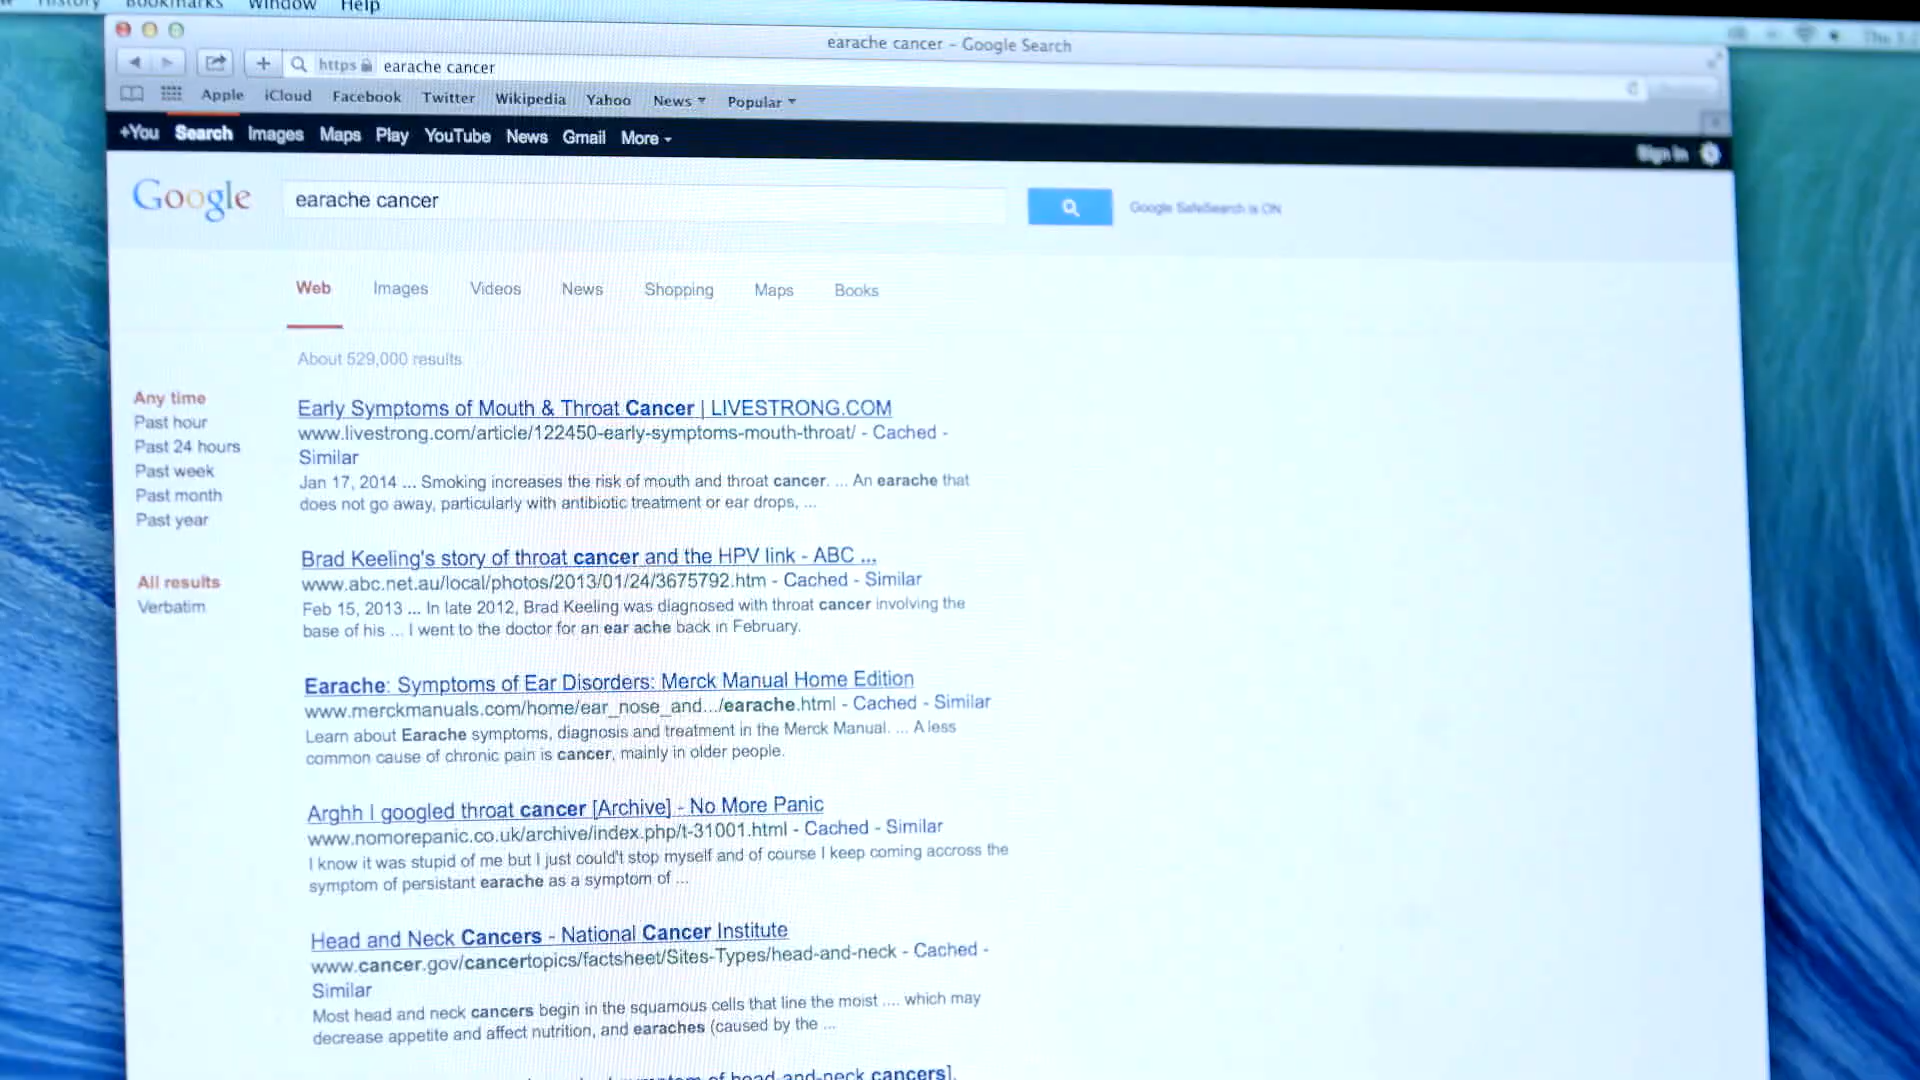 History Bookmarks Window Help
earache cancer - Google Search
https earache cancer
Apple iCloud Facebook Twitter Wikipedia Yahoo News Popular
+You Search Images Maps Play YouTube News Gmail More
Sign in
Google earache cancer
Google SafeSearch is ON
Web Images Videos News Shopping Maps Books
About 529,000 results
Any time
Past hour
Past 24 hours
Past week
Past month
Past year
All results
Verbatim
Early Symptoms of Mouth & Throat Cancer | LIVESTRONG.COM
www.livestrong.com/article/122450-early-symptoms-mouth-throat/ - Cached -
Similar
Jan 17, 2014 ... Smoking increases the risk of mouth and throat cancer. ... An earache that
does not go away, particularly with antibiotic treatment or ear drops, ...
Brad Keeling's story of throat cancer and the HPV link - ABC ...
www.abc.net.au/local/photos/2013/01/24/3675792.htm - Cached - Similar
Feb 15, 2013 ... In late 2012, Brad Keeling was diagnosed with throat cancer involving the
base of his ... I went to the doctor for an ear ache back in February.
Earache: Symptoms of Ear Disorders: Merck Manual Home Edition
www.merckmanuals.com/home/ear_nose_and.../earache.html - Cached - Similar
Learn about Earache symptoms, diagnosis and treatment in the Merck Manual. ... A less
common cause of chronic pain is cancer, mainly in older people.
Arghh I googled throat cancer [Archive] - No More Panic
www.nomorepanic.co.uk/archive/index.php/t-31001.html - Cached - Similar
I know it was stupid of me but I just could't stop myself and of course I keep coming accross the
symptom of persistant earache as a symptom of ...
Head and Neck Cancers - National Cancer Institute
www.cancer.gov/cancertopics/factsheet/Sites-Types/head-and-neck - Cached -
Similar
Most head and neck cancers begin in the squamous cells that line the moist .... which may
decrease appetite and affect nutrition, and earaches (caused by the ...
of head-and-neck cancers].